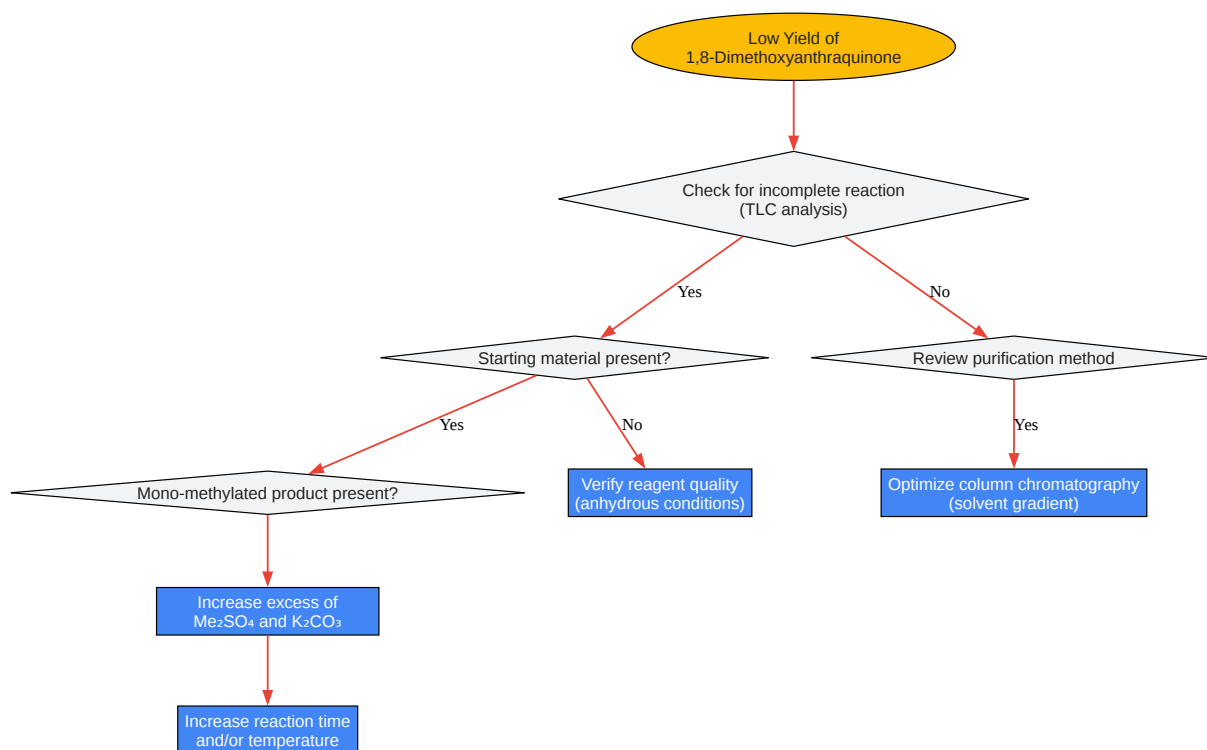 Low Yield of
1,8-Dimethoxyanthraquinone
Check for incomplete reaction
(TLC analysis)
Yes
No
Starting material present?
Review purification method
Yes
No
Yes
Mono-methylated product present?
Verify reagent quality
(anhydrous conditions)
Optimize column chromatography
(solvent gradient)
Increase excess of
Me₂SO₄ and K₂CO₃
Increase reaction time
and/or temperature